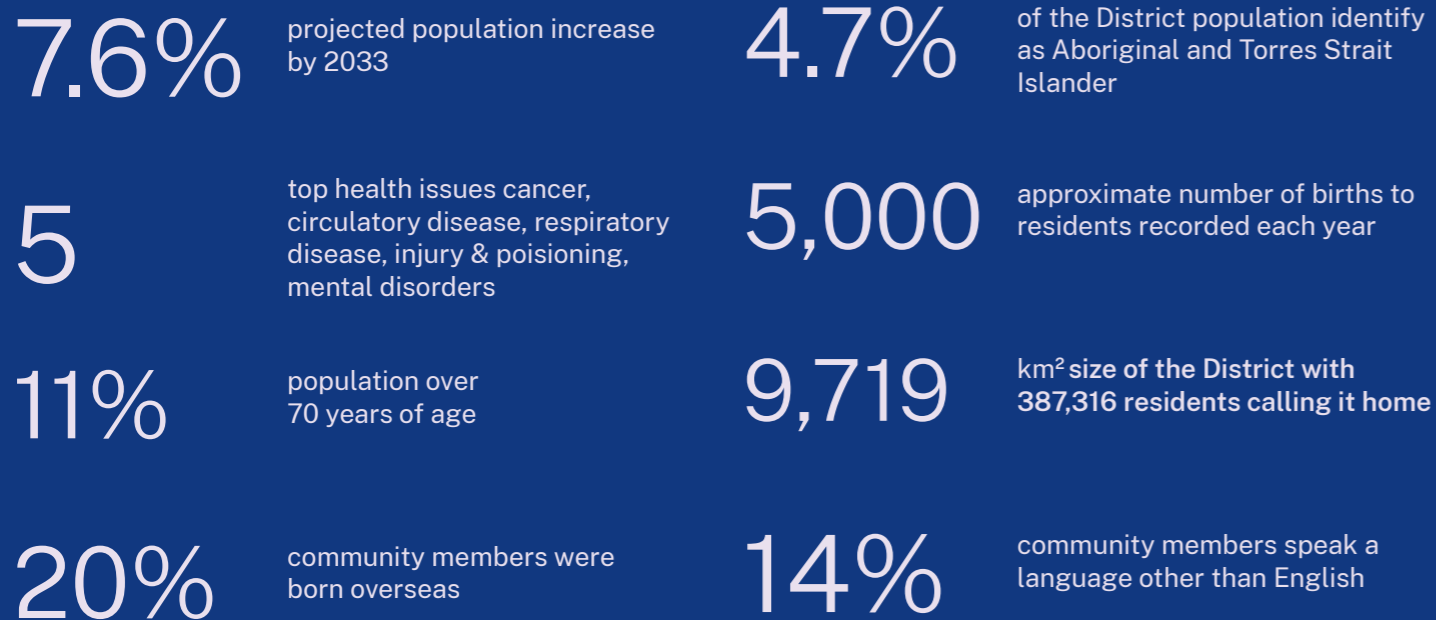 7.6%
projected population increase
by 2033
4.7%
of the District population identify
as Aboriginal and Torres Strait
Islander
5
top health issues cancer,
circulatory disease, respiratory
disease, injury & poisioning,
mental disorders
5,000
approximate number of births to
residents recorded each year
11%
population over
70 years of age
9,719
km² size of the District with
387,316 residents calling it home
20%
community members were
born overseas
14%
community members speak a
language other than English